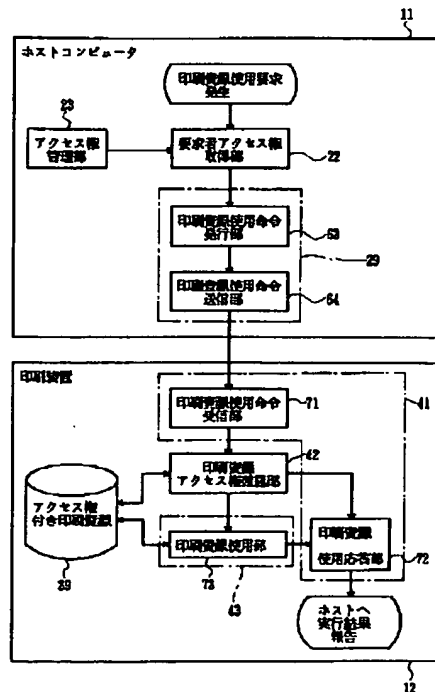 11
ホストコンピュータ
印刷資源使用要求
発生
23
アクセス権
管理部
要求者アクセス権
取得部
22
印刷資源使用命令
発行部
63
29
印刷資源使用命令
送信部
64
印刷装置
印刷資源使用命令
受信部
71
41
42
印刷資源
アクセス権確認部
アクセス権
付き印刷資源
39
印刷資源使用部
73
43
印刷資源
使用応答部
72
ホストへ
実行結果
報告
12